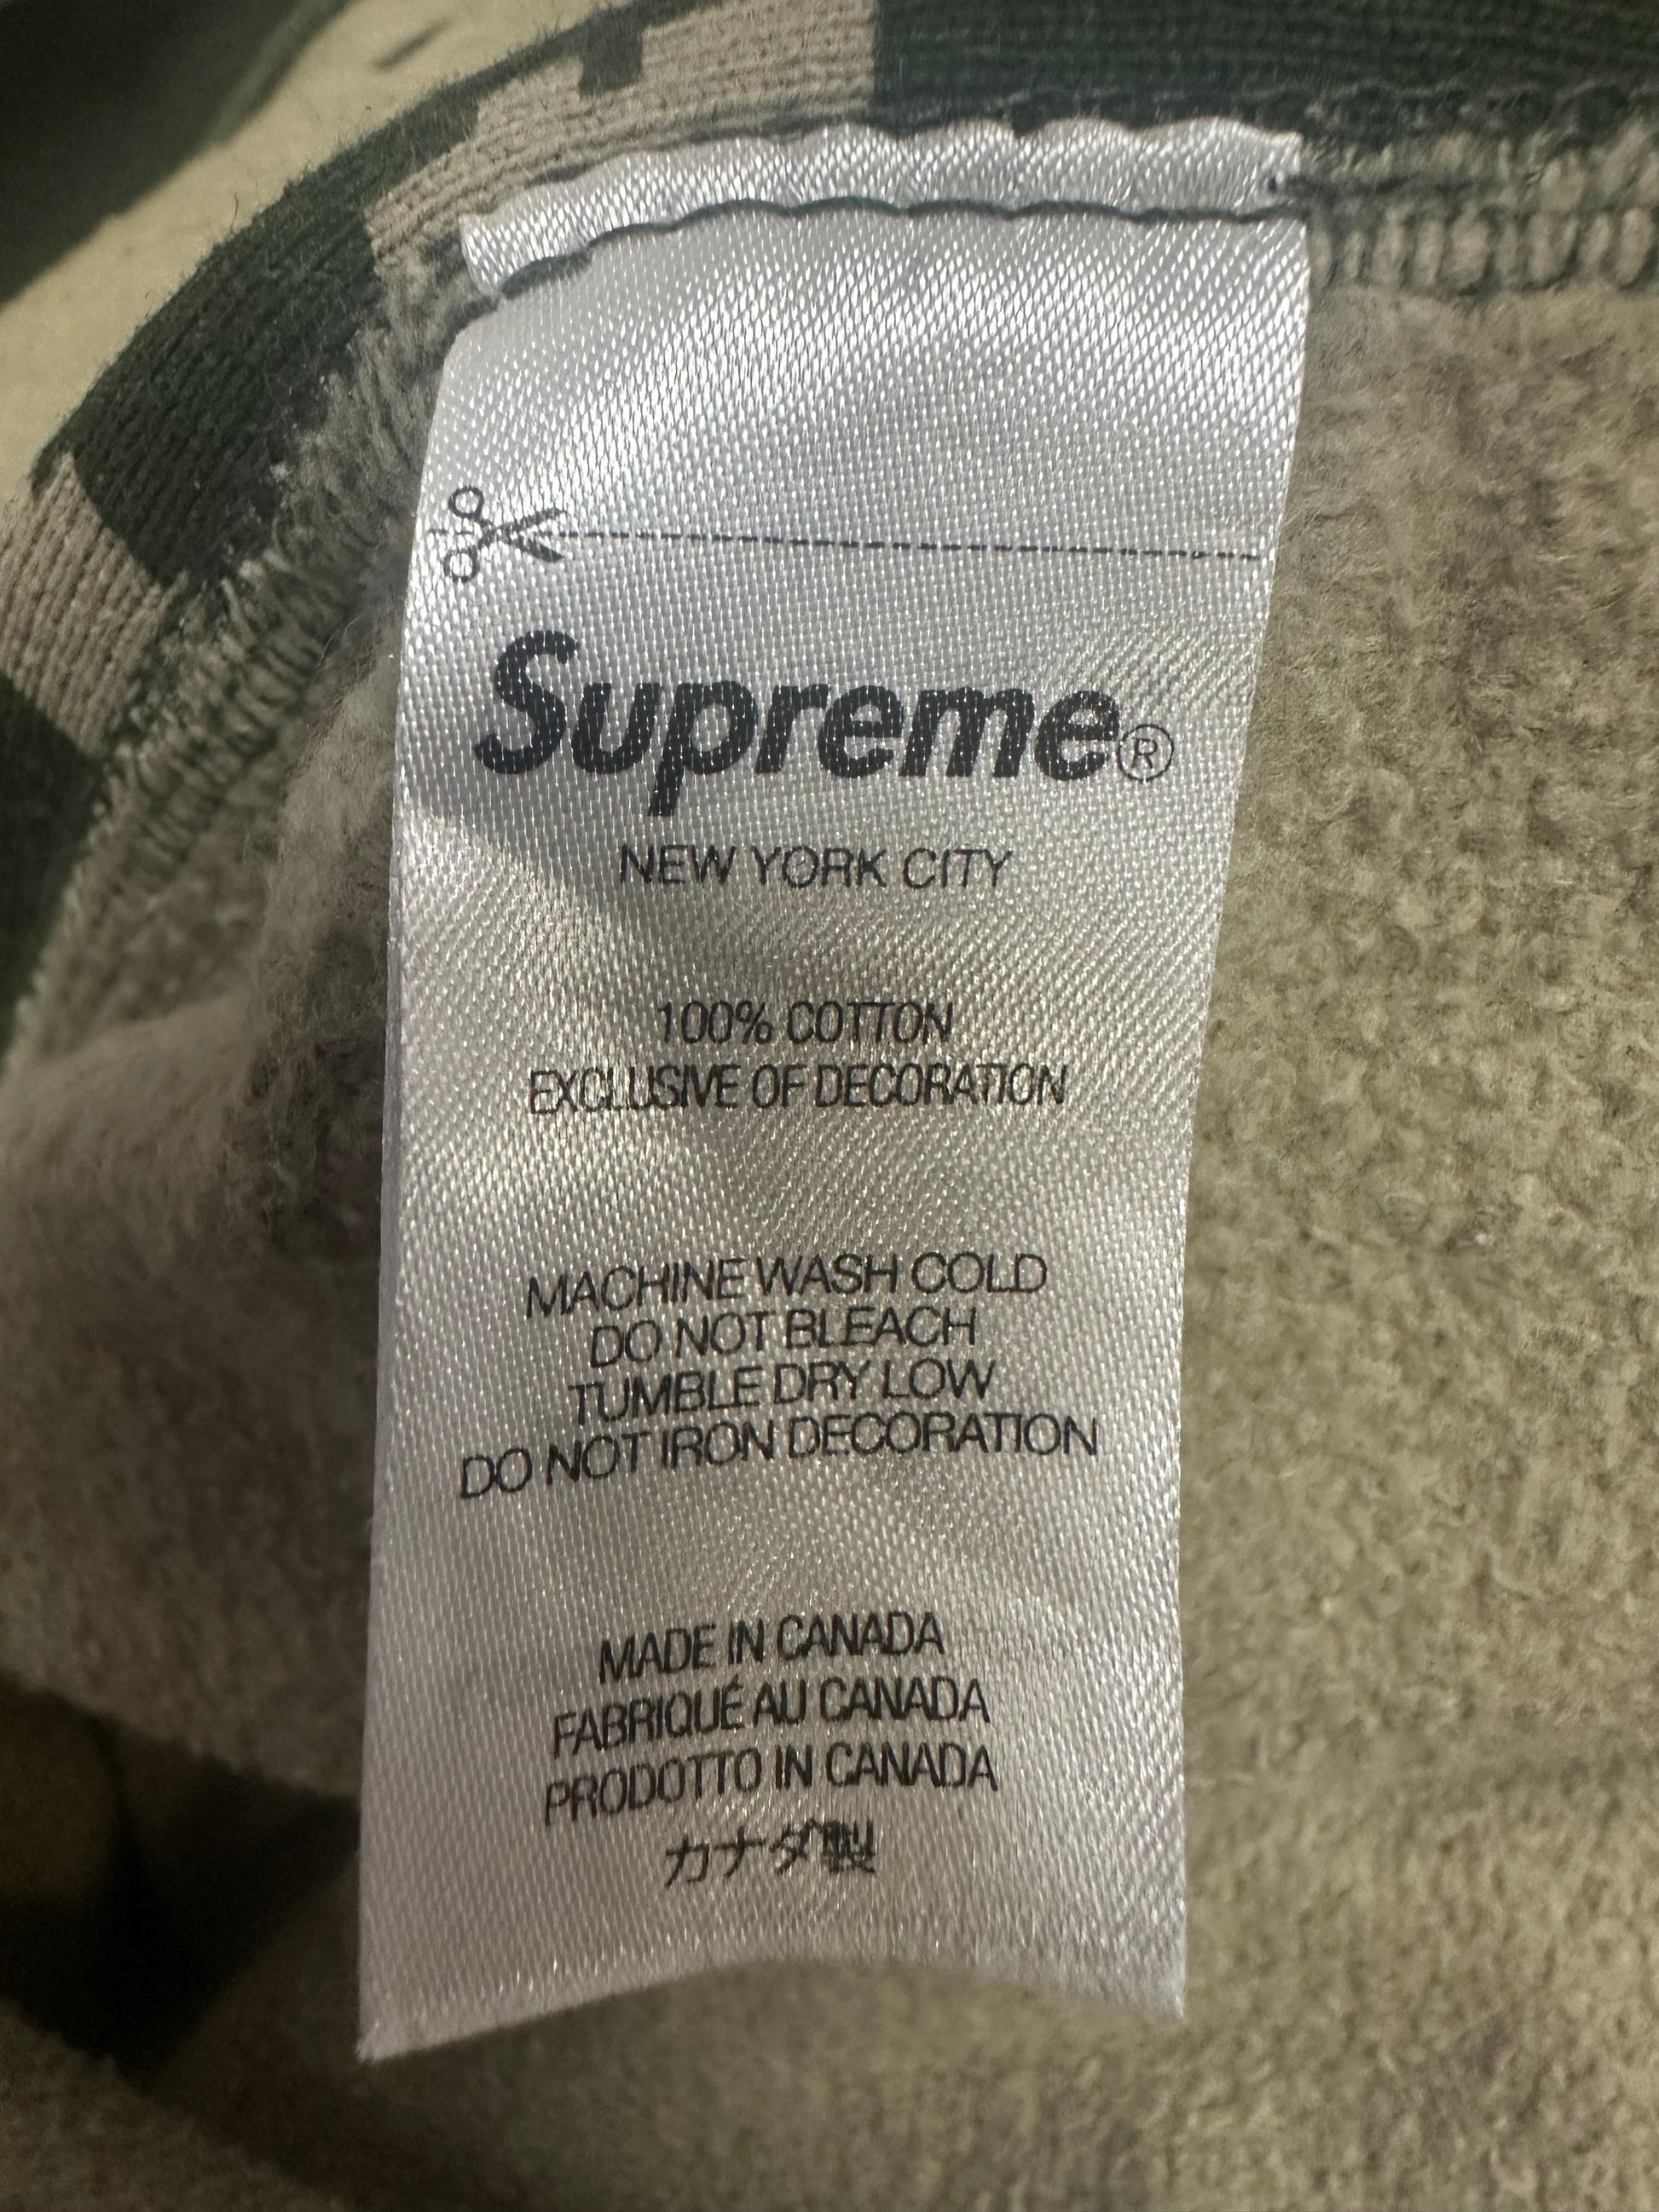 Supreme®
NEW YORK CITY
100% COTTON
EXCLUSIVE OF DECORATION
MACHINE WASH COLD
DO NOT BLEACH
TUMBLE DRY LOW
DO NOT IRON DECORATION
MADE IN CANADA
FABRIQUÉ AU CANADA
PRODOTTO IN CANADA
カナダ製